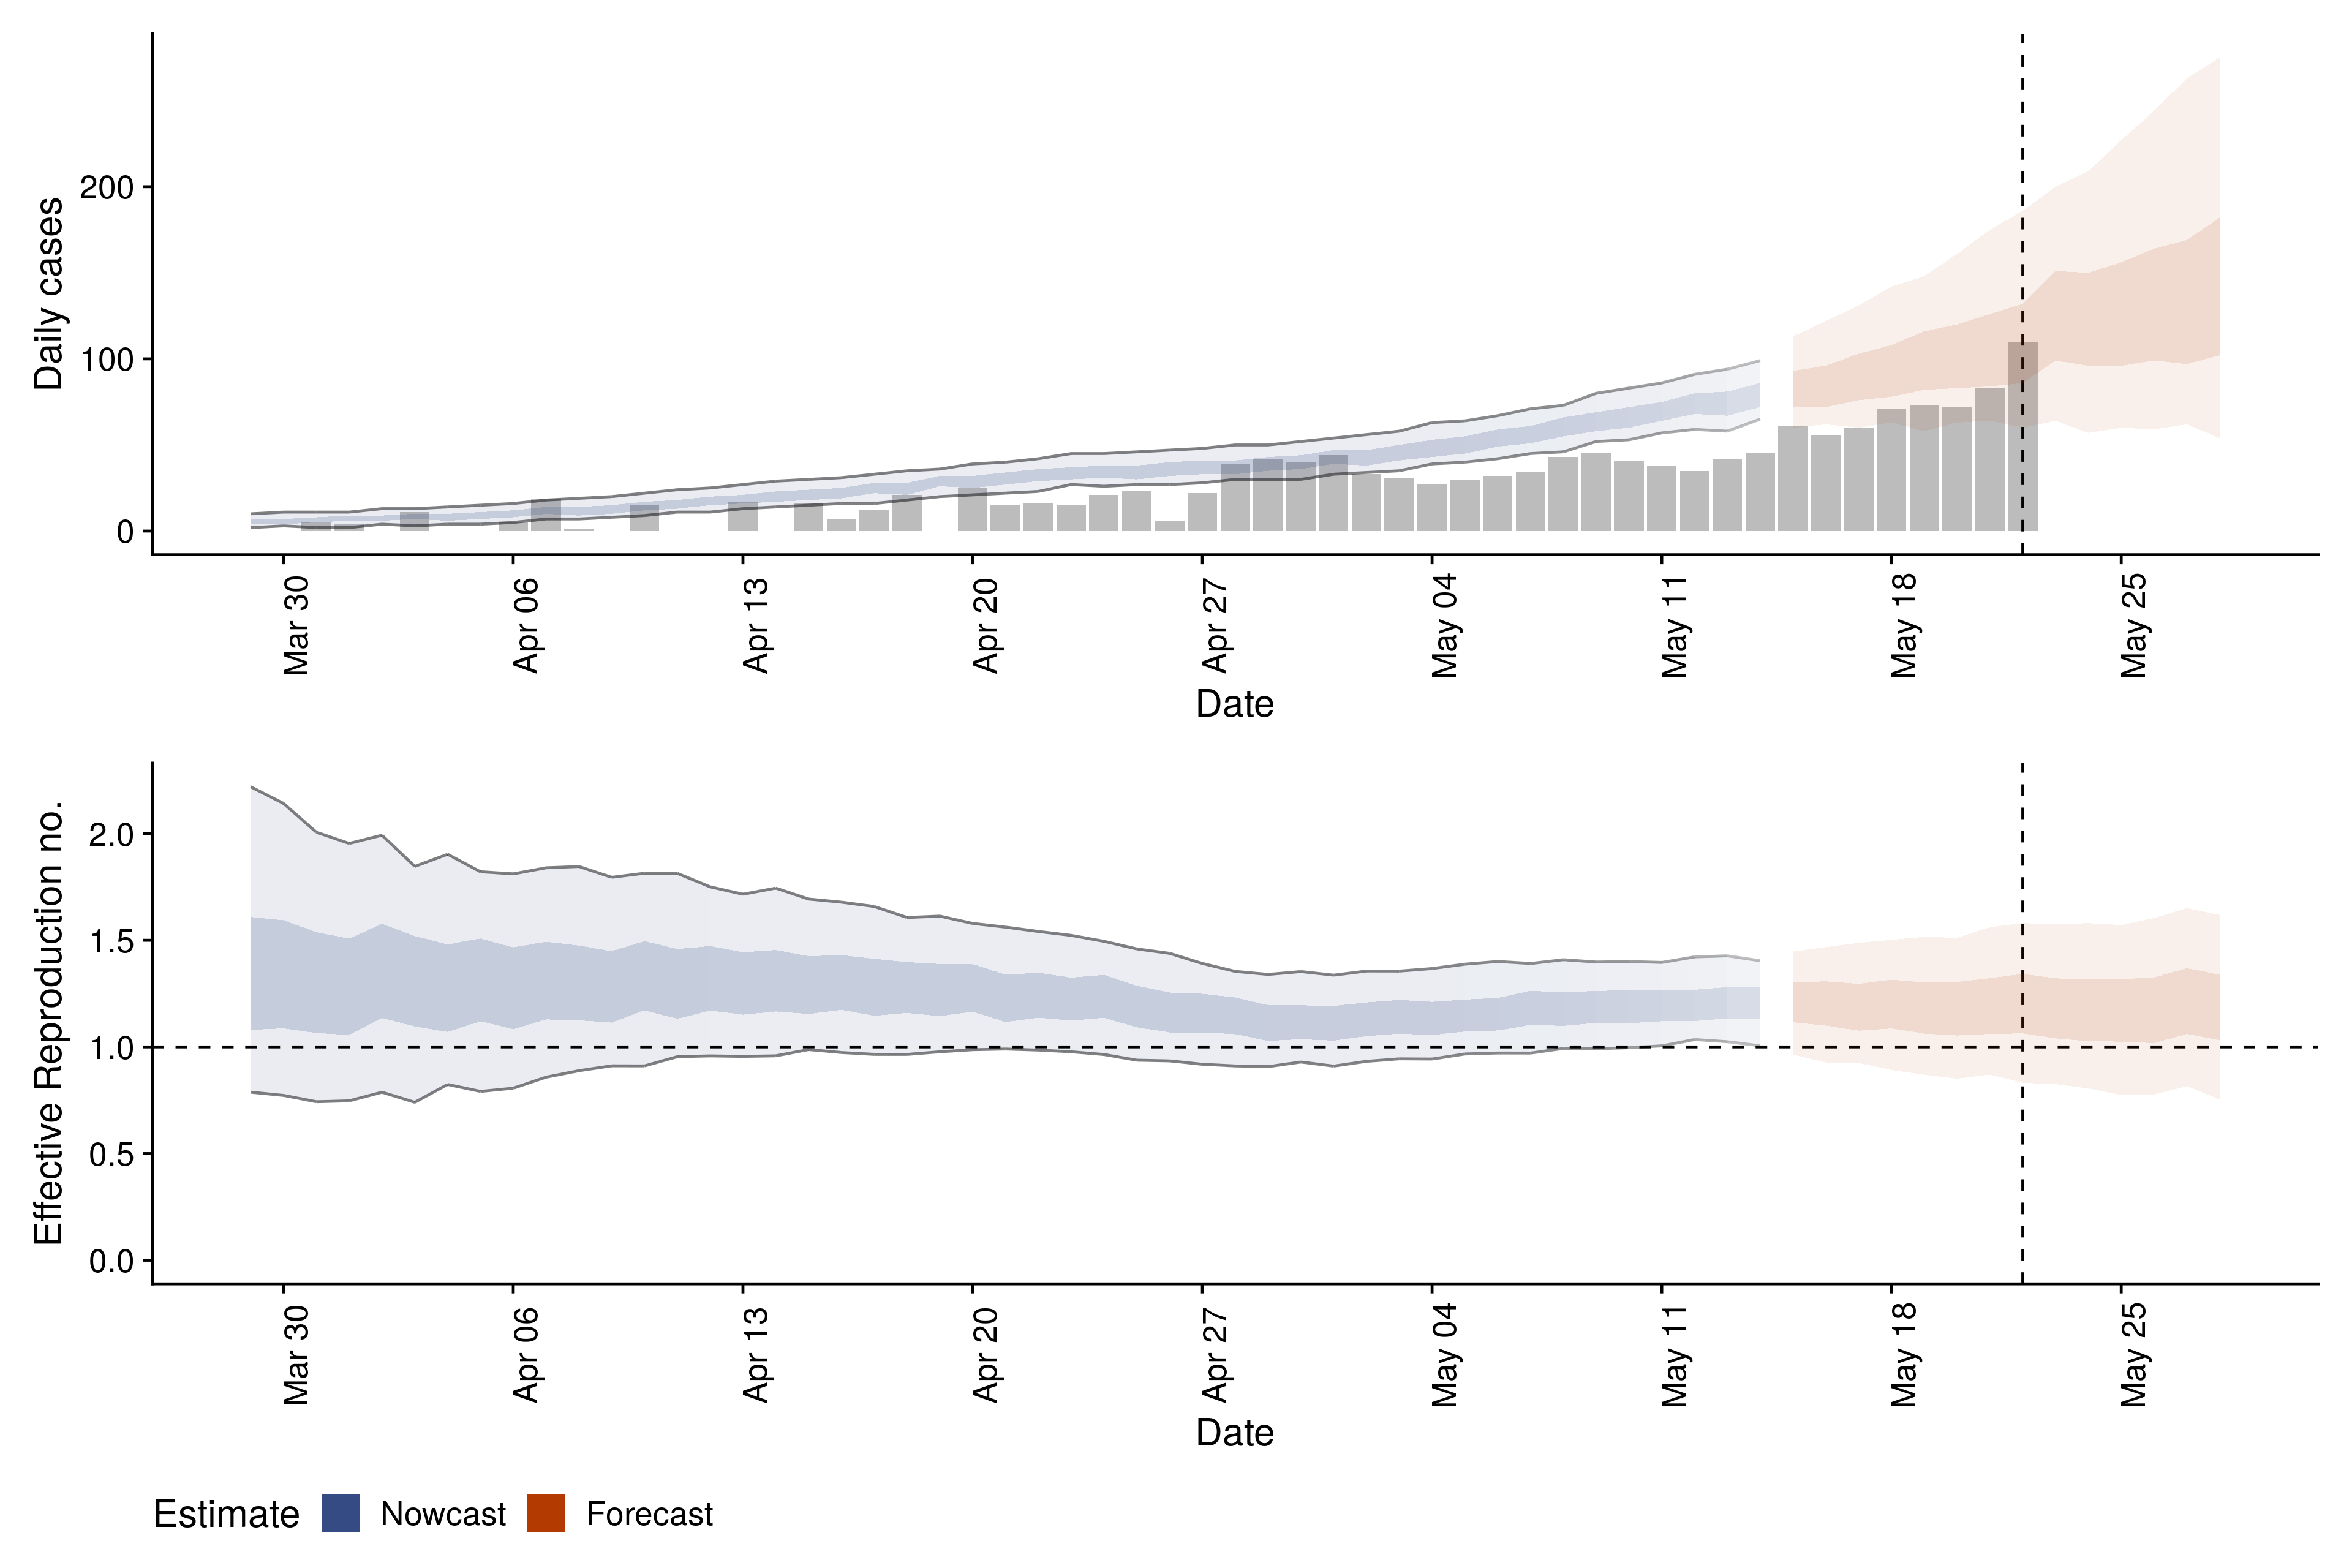 Daily cases
200
100
0
Mar 30
Apr 06
Apr 13
Apr 20
Apr 27
May 04
May 11
May 18
May 25
Date
Effective Reproduction no.
2.0
1.5
1.0
0.5
0.0
Mar 30
Apr 06
Apr 13
Apr 20
Apr 27
May 04
May 11
May 18
May 25
Date
Estimate Nowcast Forecast